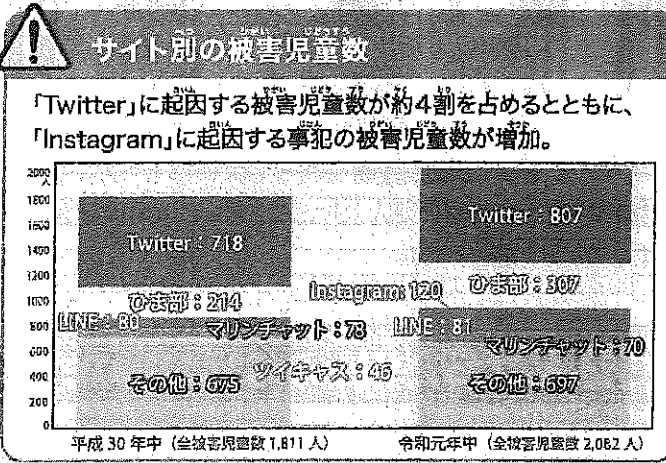 サイト別の被害児童数
「Twitter」に起因する被害児童数が約4割を占めるとともに、
「Instagram」に起因する事犯の被害児童数が増加。
2000
人
1800
1600
1400
1200
1000
800
600
400
200
0
Twitter:718
ひま部:214
LINE:80
マリンチャット:78
ツイキャス:46
その他:675
平成30年中(全被害児童数1,811人)
Twitter:807
ひま部:307
Instagram:120
LINE:81
マリンチャット:70
その他:697
令和元年中(全被害児童数2,082人)